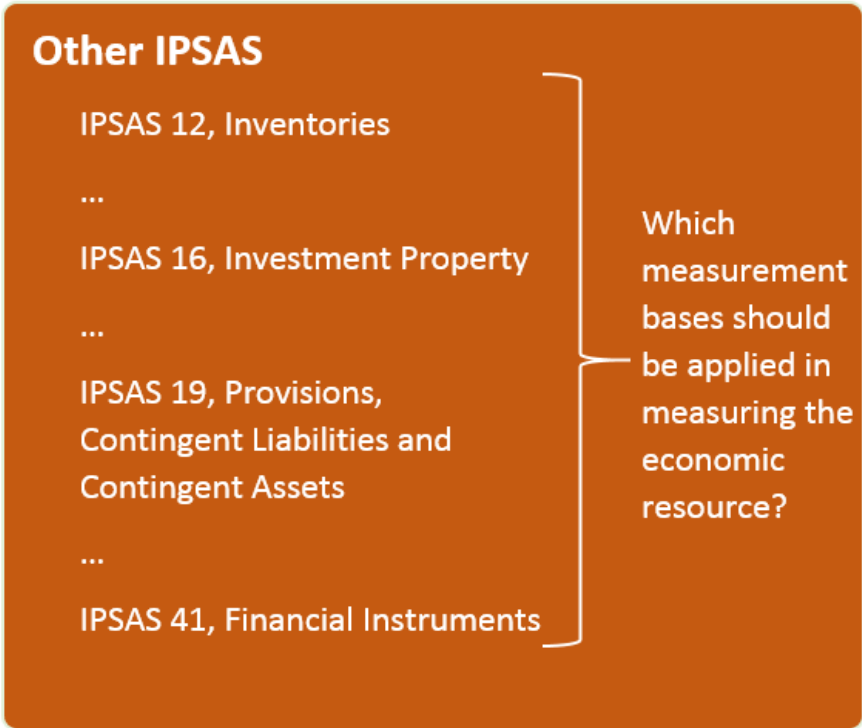 Other IPSAS
IPSAS 12, Inventories
...
IPSAS 16, Investment Property
...
IPSAS 19, Provisions,
Contingent Liabilities and
Contingent Assets
...
IPSAS 41, Financial Instruments
Which
measurement
bases should
be applied in
measuring the
economic
resource?